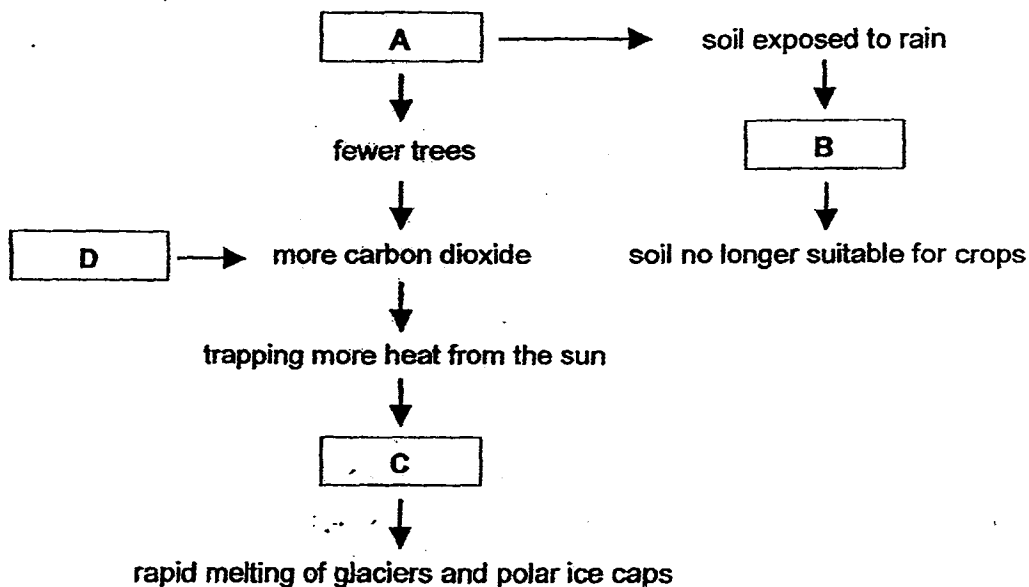 A
soil exposed to rain
fewer trees
B
D
more carbon dioxide
soil no longer suitable for crops
trapping more heat from the sun
C
rapid melting of glaciers and polar ice caps